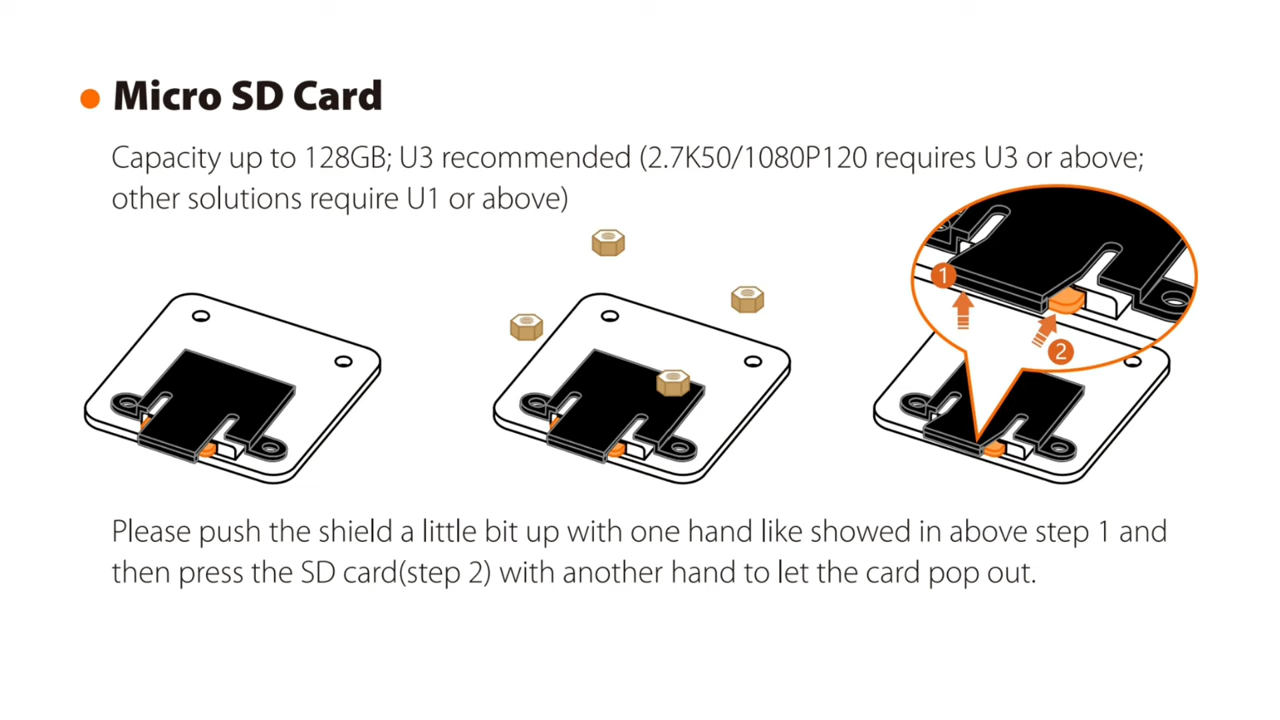 Micro SD Card
Capacity up to 128GB; U3 recommended (2.7K50/1080P120 requires U3 or above;
other solutions require U1 or above)
1
2
Please push the shield a little bit up with one hand like showed in above step 1 and
then press the SD card(step 2) with another hand to let the card pop out.